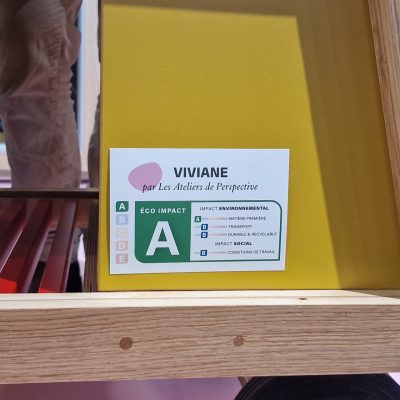 VIVIANE
par Les Ateliers de Perspective
A
B
C
D
E
ÉCO IMPACT
A
IMPACT ENVIRONNEMENTAL
A MATIÈRE PREMIÈRE
B TRANSPORT
B DURABLE & RECYCLABLE
IMPACT SOCIAL
B CONDITIONS DE TRAVAIL